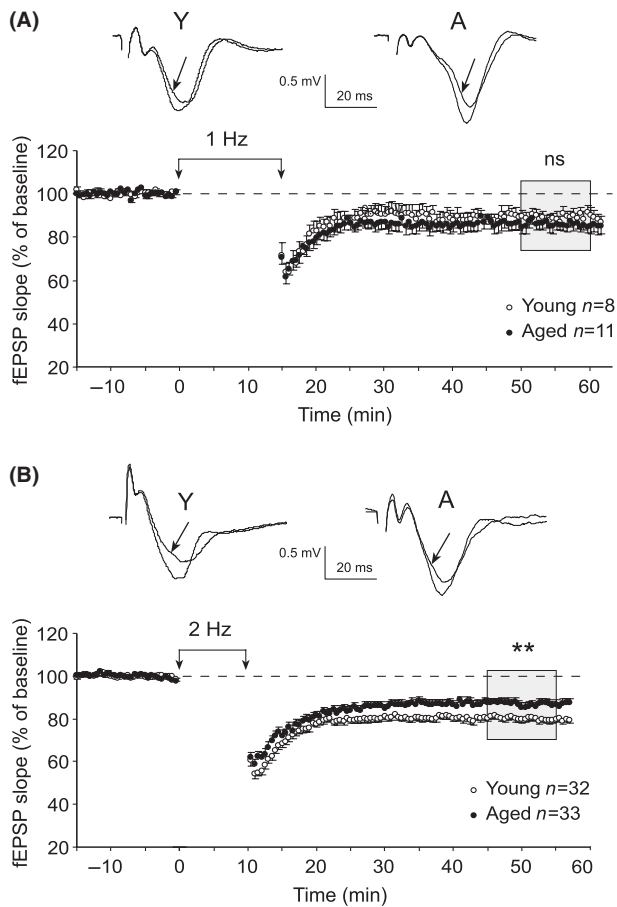 (A)
Y
A
0.5 mV
20 ms
1 Hz
ns
fEPSP slope (% of baseline)
120
100
80
60
40
20
Young n=8
Aged n=11
−10 0 10 20 30 40 50 60
Time (min)
(B)
Y
A
0.5 mV
20 ms
2 Hz
**
fEPSP slope (% of baseline)
120
100
80
60
40
20
Young n=32
Aged n=33
−10 0 10 20 30 40 50 60
Time (min)